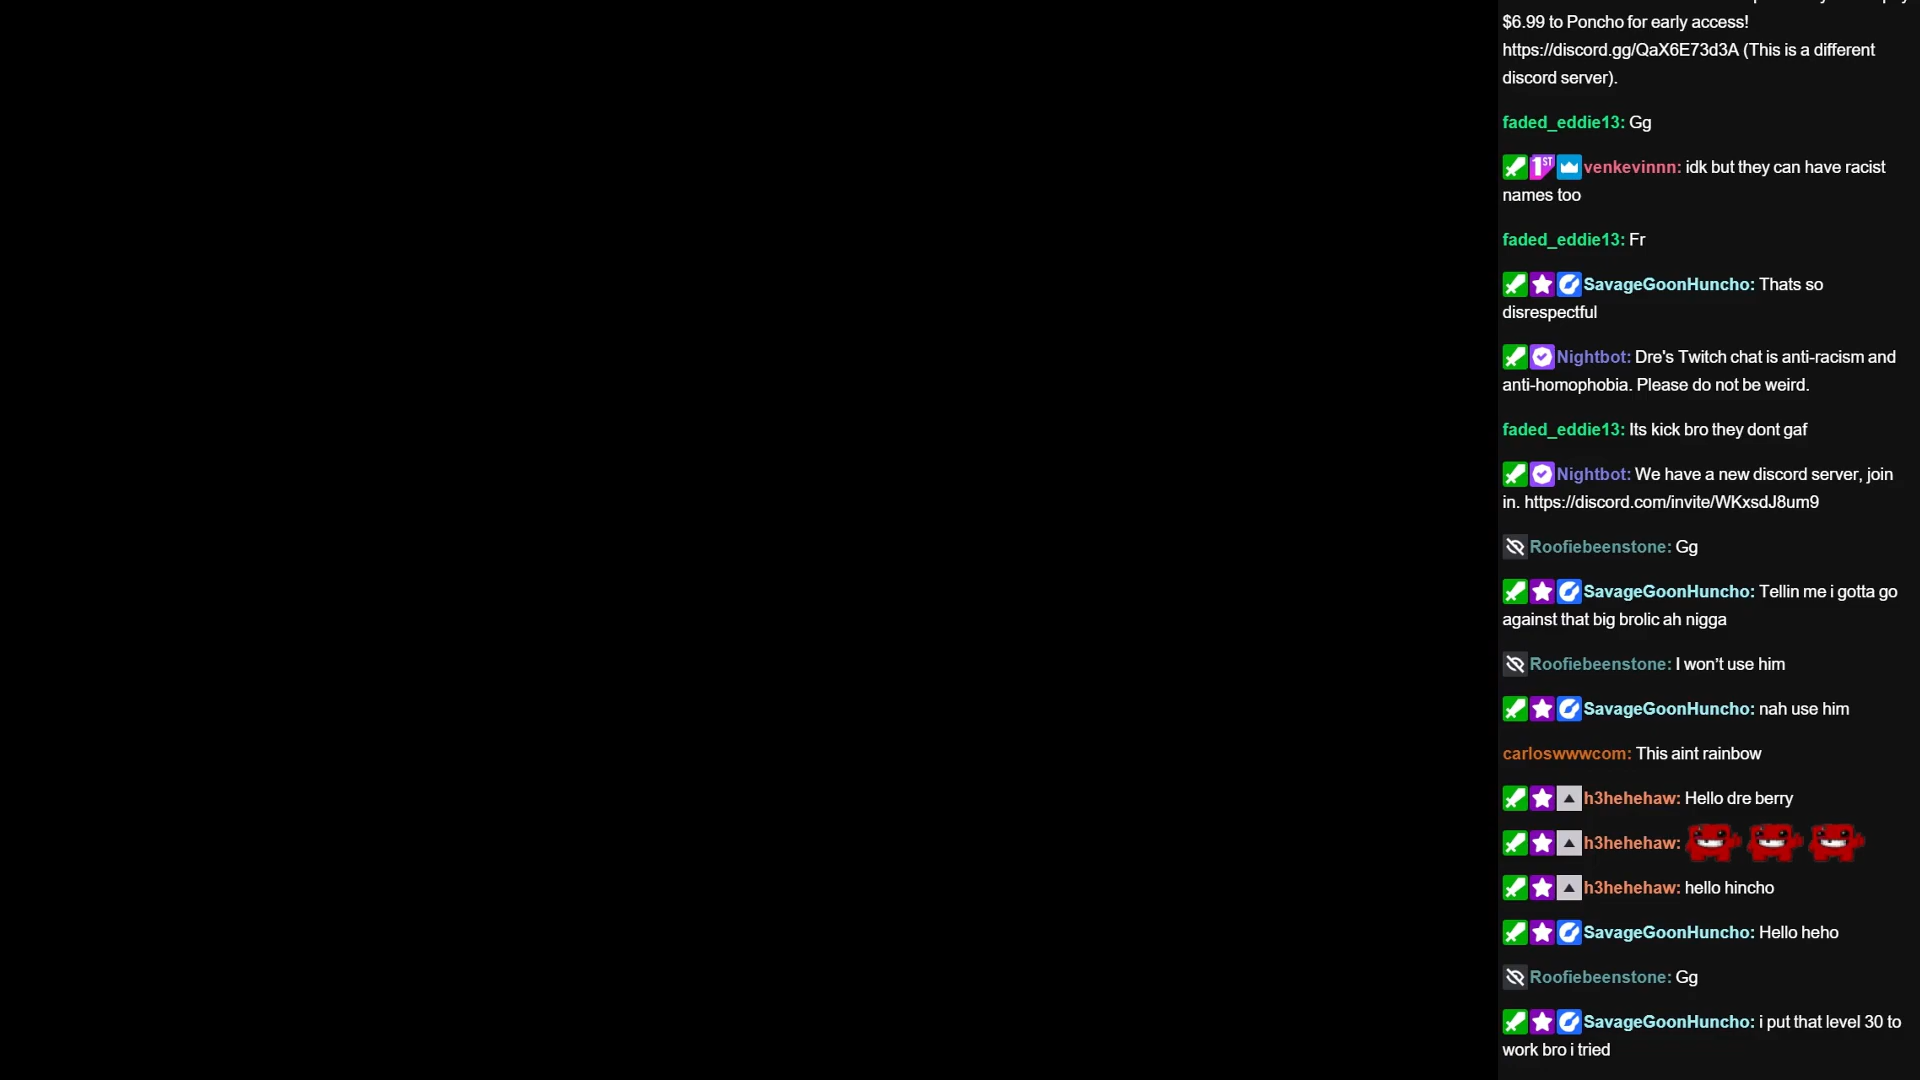 $6.99 to Poncho for early access!
https://discord.gg/QaX6E73d3A (This is a different
discord server).
faded_eddie13: Gg
1ST venkevinnn: idk but they can have racist
names too
faded_eddie13: Fr
SavageGoonHuncho: Thats so
disrespectful
Nightbot: Dre's Twitch chat is anti-racism and
anti-homophobia. Please do not be weird.
faded_eddie13: Its kick bro they dont gaf
Nightbot: We have a new discord server, join
in. https://discord.com/invite/WKxsdJ8um9
Roofiebeenstone: Gg
SavageGoonHuncho: Tellin me i gotta go
against that big brolic ah nigga
Roofiebeenstone: I won’t use him
SavageGoonHuncho: nah use him
carloswwwcom: This aint rainbow
h3hehehaw: Hello dre berry
h3hehehaw:
h3hehehaw: hello hincho
SavageGoonHuncho: Hello heho
Roofiebeenstone: Gg
SavageGoonHuncho: i put that level 30 to
work bro i tried